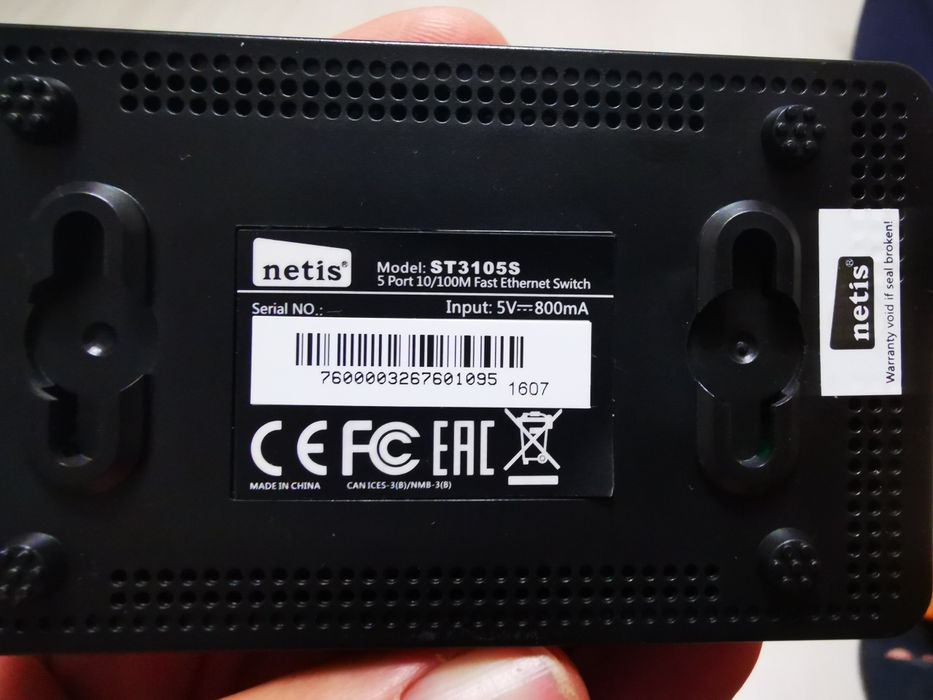 netis®
Model: ST3105S
5 Port 10/100M Fast Ethernet Switch
Serial NO.:
Input: 5V⎓800mA
7600003267601095
1607
CE FC EAC
MADE IN CHINA
CAN ICES-3(B)/NMB-3(B)
netis®
Warranty void if seal broken!